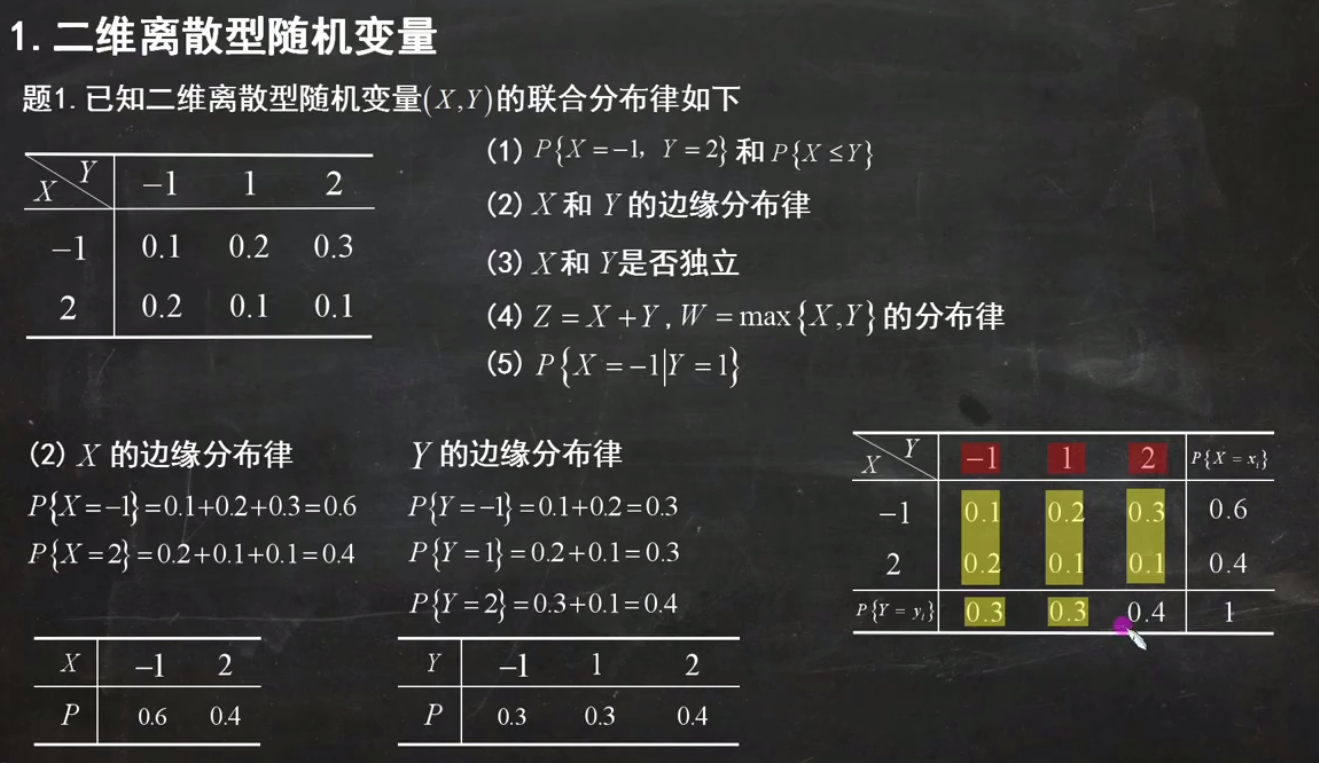 1.二维离散型随机变量
题1.已知二维离散型随机变量(X,Y)的联合分布律如下
X Y −1 1 2
−1 0.1 0.2 0.3
2 0.2 0.1 0.1
(1) P{X=−1, Y=2}和P{X≤Y}
(2) X 和 Y 的边缘分布律
(3) X 和 Y是否独立
(4) Z = X+Y, W = max{X,Y}的分布律
(5) P{X=−1|Y=1}
(2) X 的边缘分布律
P{X=−1}=0.1+0.2+0.3=0.6
P{X=2}=0.2+0.1+0.1=0.4
X −1 2
P 0.6 0.4
Y 的边缘分布律
P{Y=−1}=0.1+0.2=0.3
P{Y=1}=0.2+0.1=0.3
P{Y=2}=0.3+0.1=0.4
Y −1 1 2
P 0.3 0.3 0.4
X Y −1 1 2 P{X=xᵢ}
−1 0.1 0.2 0.3 0.6
2 0.2 0.1 0.1 0.4
P{Y=yᵢ} 0.3 0.3 0.4 1